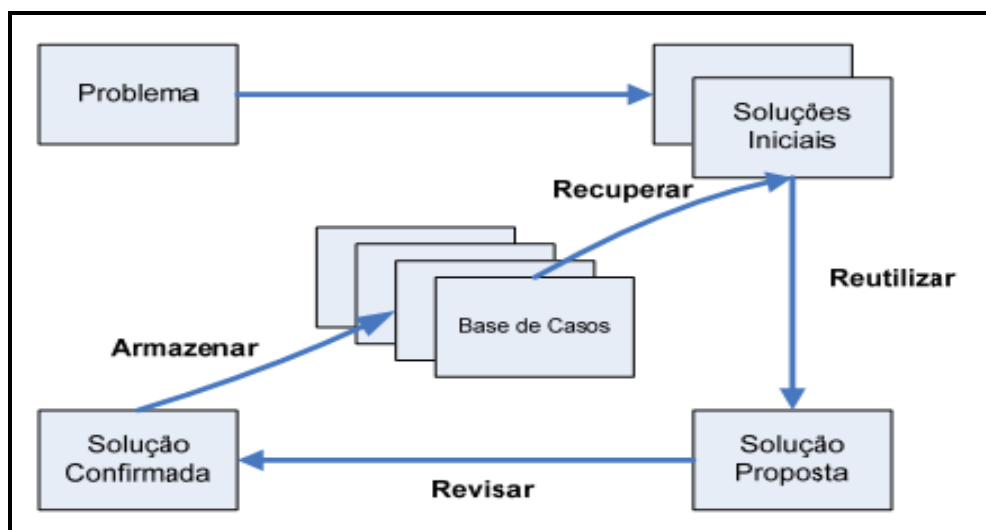 Problema
Soluções
Iniciais
Recuperar
Reutilizar
Base de Casos
Armazenar
Solução
Confirmada
Solução
Proposta
Revisar